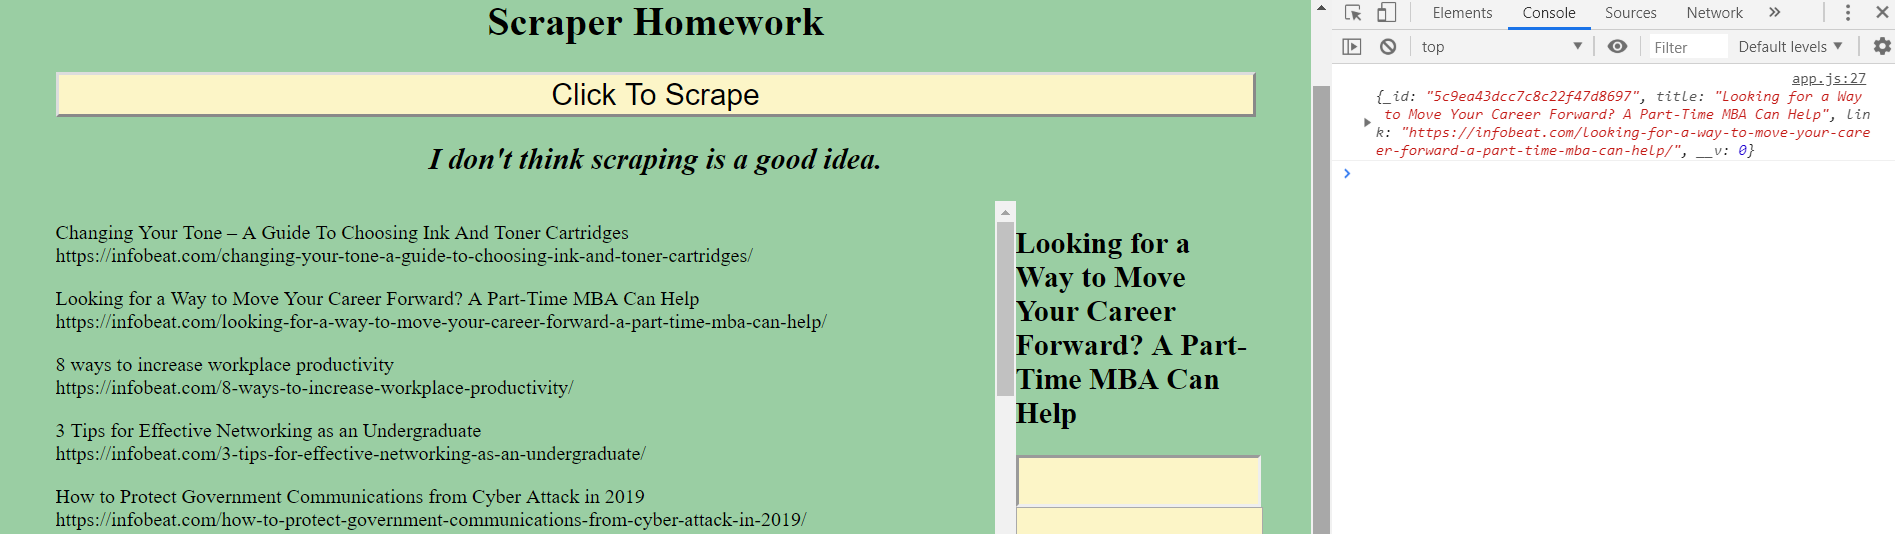 Scraper Homework
Click To Scrape
I don't think scraping is a good idea.
Changing Your Tone – A Guide To Choosing Ink And Toner Cartridges
https://infobeat.com/changing-your-tone-a-guide-to-choosing-ink-and-toner-cartridges/
Looking for a Way to Move Your Career Forward? A Part-Time MBA Can Help
https://infobeat.com/looking-for-a-way-to-move-your-career-forward-a-part-time-mba-can-help/
8 ways to increase workplace productivity
https://infobeat.com/8-ways-to-increase-workplace-productivity/
3 Tips for Effective Networking as an Undergraduate
https://infobeat.com/3-tips-for-effective-networking-as-an-undergraduate/
How to Protect Government Communications from Cyber Attack in 2019
https://infobeat.com/how-to-protect-government-communications-from-cyber-attack-in-2019/
Looking for a
Way to Move
Your Career
Forward? A Part-
Time MBA Can
Help
Elements Console Sources Network »
top Filter Default levels
app.js:27
{_id: "5c9ea43dcc7c8c22f47d8697", title: "Looking for a Way
to Move Your Career Forward? A Part-Time MBA Can Help", lin
k: "https://infobeat.com/looking-for-a-way-to-move-your-care
er-forward-a-part-time-mba-can-help/", __v: 0}